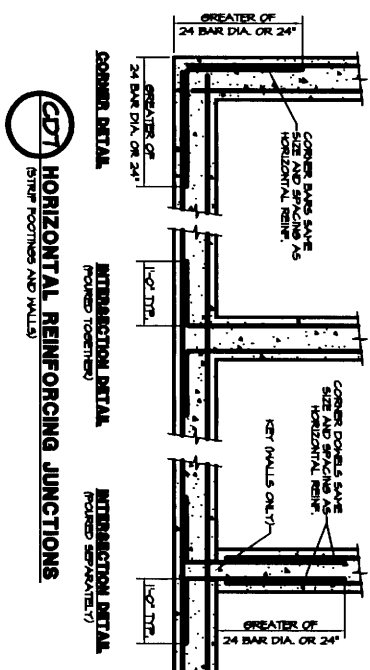 GREATER OF
24 BAR DIA. OR 24"
GREATER OF
24 BAR DIA. OR 24"
CORNER BARS SAME
SIZE AND SPACING AS
HORIZONTAL REINF.
CORNER DETAIL
1'-0" TYP.
INTERSECTION DETAIL
(POURED TOGETHER)
CORNER DOWELS SAME
SIZE AND SPACING AS
HORIZONTAL REINF.
KEY (WALLS ONLY)
GREATER OF
24 BAR DIA. OR 24"
1'-0" TYP.
INTERSECTION DETAIL
(POURED SEPARATELY)
CD7
HORIZONTAL REINFORCING JUNCTIONS
(STRIP FOOTINGS AND WALLS)